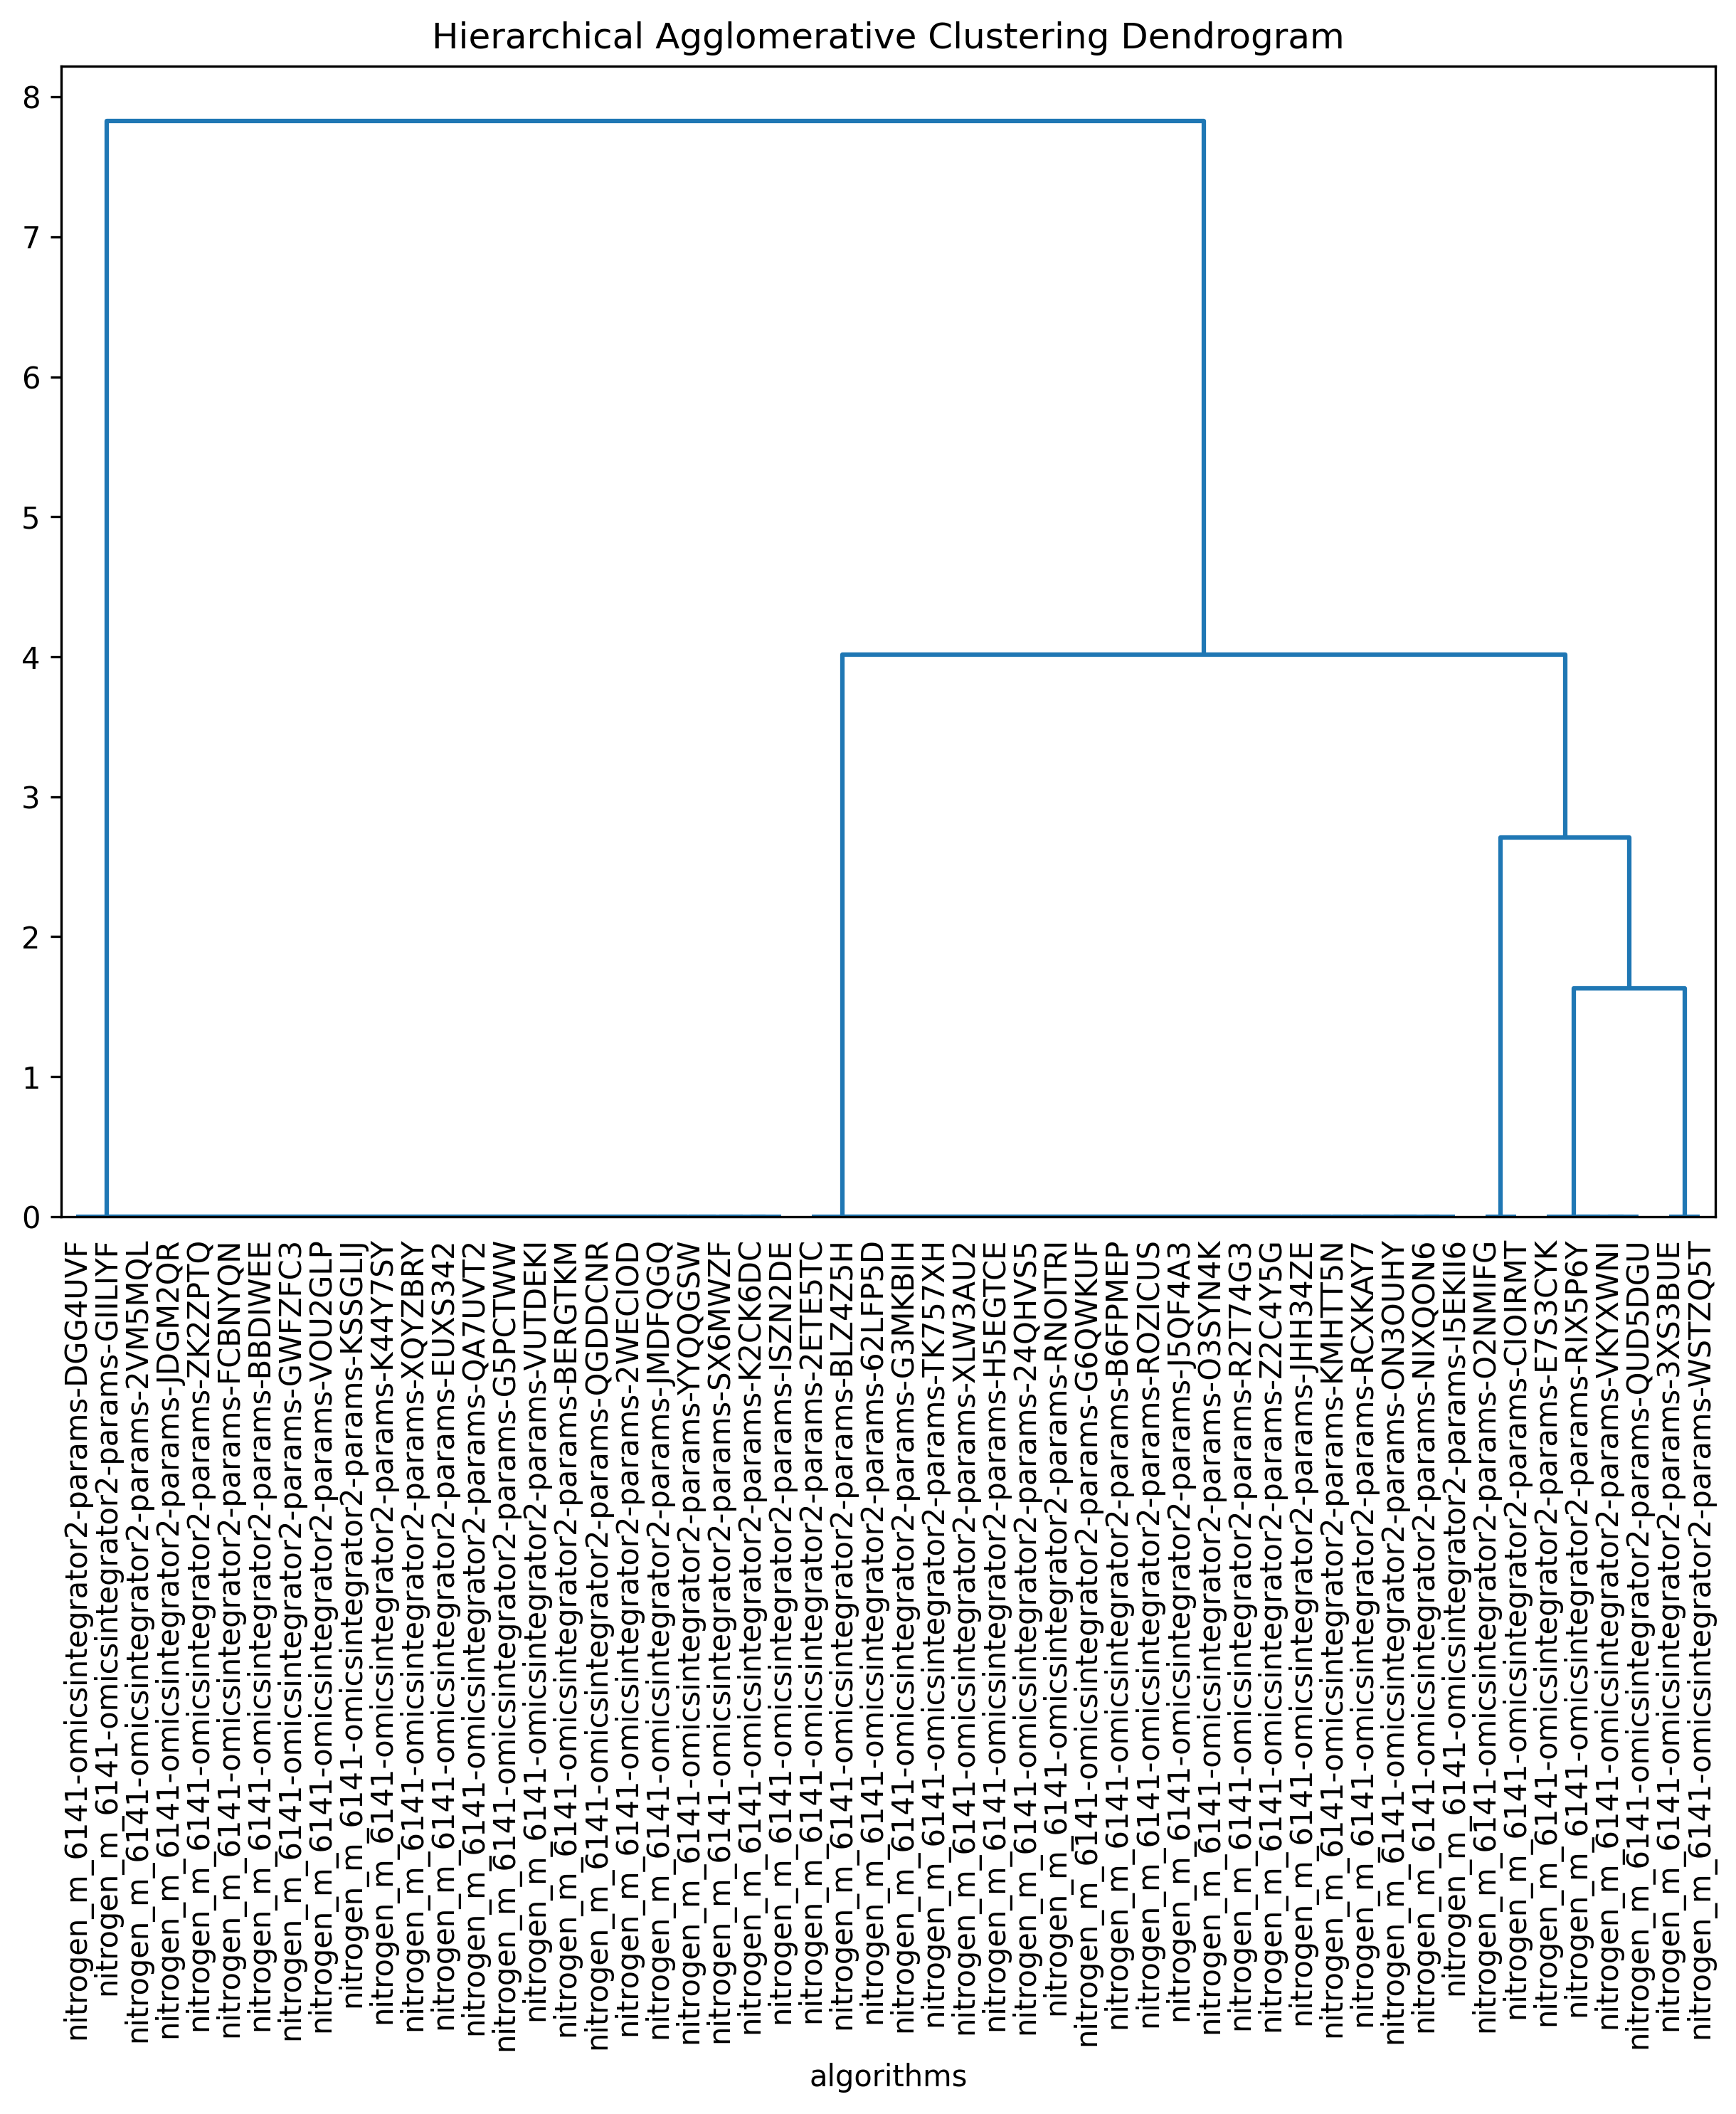 Hierarchical Agglomerative Clustering Dendrogram
8
7
6
5
4
3
2
1
0
nitrogen_m_6141-omicsintegrator2-params-DGG4UVF
nitrogen_m_6141-omicsintegrator2-params-GIILIYF
nitrogen_m_6141-omicsintegrator2-params-2VM5MQL
nitrogen_m_6141-omicsintegrator2-params-JDGM2QR
nitrogen_m_6141-omicsintegrator2-params-ZK2ZPTQ
nitrogen_m_6141-omicsintegrator2-params-FCBNYQN
nitrogen_m_6141-omicsintegrator2-params-BBDIWEE
nitrogen_m_6141-omicsintegrator2-params-GWFZFC3
nitrogen_m_6141-omicsintegrator2-params-VOU2GLP
nitrogen_m_6141-omicsintegrator2-params-KSSGLIJ
nitrogen_m_6141-omicsintegrator2-params-K44Y7SY
nitrogen_m_6141-omicsintegrator2-params-XQYZBRY
nitrogen_m_6141-omicsintegrator2-params-EUXS342
nitrogen_m_6141-omicsintegrator2-params-QA7UVT2
nitrogen_m_6141-omicsintegrator2-params-G5PCTWW
nitrogen_m_6141-omicsintegrator2-params-VUTDEKI
nitrogen_m_6141-omicsintegrator2-params-BERGTKM
nitrogen_m_6141-omicsintegrator2-params-QGDDCNR
nitrogen_m_6141-omicsintegrator2-params-2WECIOD
nitrogen_m_6141-omicsintegrator2-params-JMDFQGQ
nitrogen_m_6141-omicsintegrator2-params-YYQQGSW
nitrogen_m_6141-omicsintegrator2-params-SX6MWZF
nitrogen_m_6141-omicsintegrator2-params-K2CK6DC
nitrogen_m_6141-omicsintegrator2-params-ISZN2DE
nitrogen_m_6141-omicsintegrator2-params-2ETE5TC
nitrogen_m_6141-omicsintegrator2-params-BLZ4Z5H
nitrogen_m_6141-omicsintegrator2-params-62LFP5D
nitrogen_m_6141-omicsintegrator2-params-G3MKBIH
nitrogen_m_6141-omicsintegrator2-params-TK757XH
nitrogen_m_6141-omicsintegrator2-params-XLW3AU2
nitrogen_m_6141-omicsintegrator2-params-H5EGTCE
nitrogen_m_6141-omicsintegrator2-params-24QHVS5
nitrogen_m_6141-omicsintegrator2-params-RNOITRI
nitrogen_m_6141-omicsintegrator2-params-G6QWKUF
nitrogen_m_6141-omicsintegrator2-params-B6FPMEP
nitrogen_m_6141-omicsintegrator2-params-ROZICUS
nitrogen_m_6141-omicsintegrator2-params-J5QF4A3
nitrogen_m_6141-omicsintegrator2-params-O3SYN4K
nitrogen_m_6141-omicsintegrator2-params-R2T74G3
nitrogen_m_6141-omicsintegrator2-params-Z2C4Y5G
nitrogen_m_6141-omicsintegrator2-params-JHH34ZE
nitrogen_m_6141-omicsintegrator2-params-KMHTT5N
nitrogen_m_6141-omicsintegrator2-params-RCXKAY7
nitrogen_m_6141-omicsintegrator2-params-ON3OUHY
nitrogen_m_6141-omicsintegrator2-params-NIXQON6
nitrogen_m_6141-omicsintegrator2-params-I5EKII6
nitrogen_m_6141-omicsintegrator2-params-O2NMIFG
nitrogen_m_6141-omicsintegrator2-params-CIOIRMT
nitrogen_m_6141-omicsintegrator2-params-E7S3CYK
nitrogen_m_6141-omicsintegrator2-params-RIX5P6Y
nitrogen_m_6141-omicsintegrator2-params-VKYXWNI
nitrogen_m_6141-omicsintegrator2-params-QUD5DGU
nitrogen_m_6141-omicsintegrator2-params-3XS3BUE
nitrogen_m_6141-omicsintegrator2-params-WSTZQ5T
algorithms